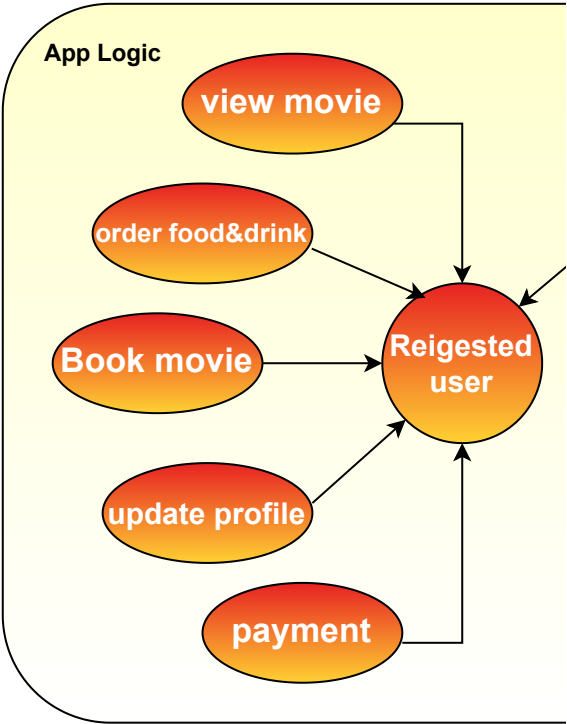 App Logic
view movie
order food&drink
Book movie
Reigested
user
update profile
payment